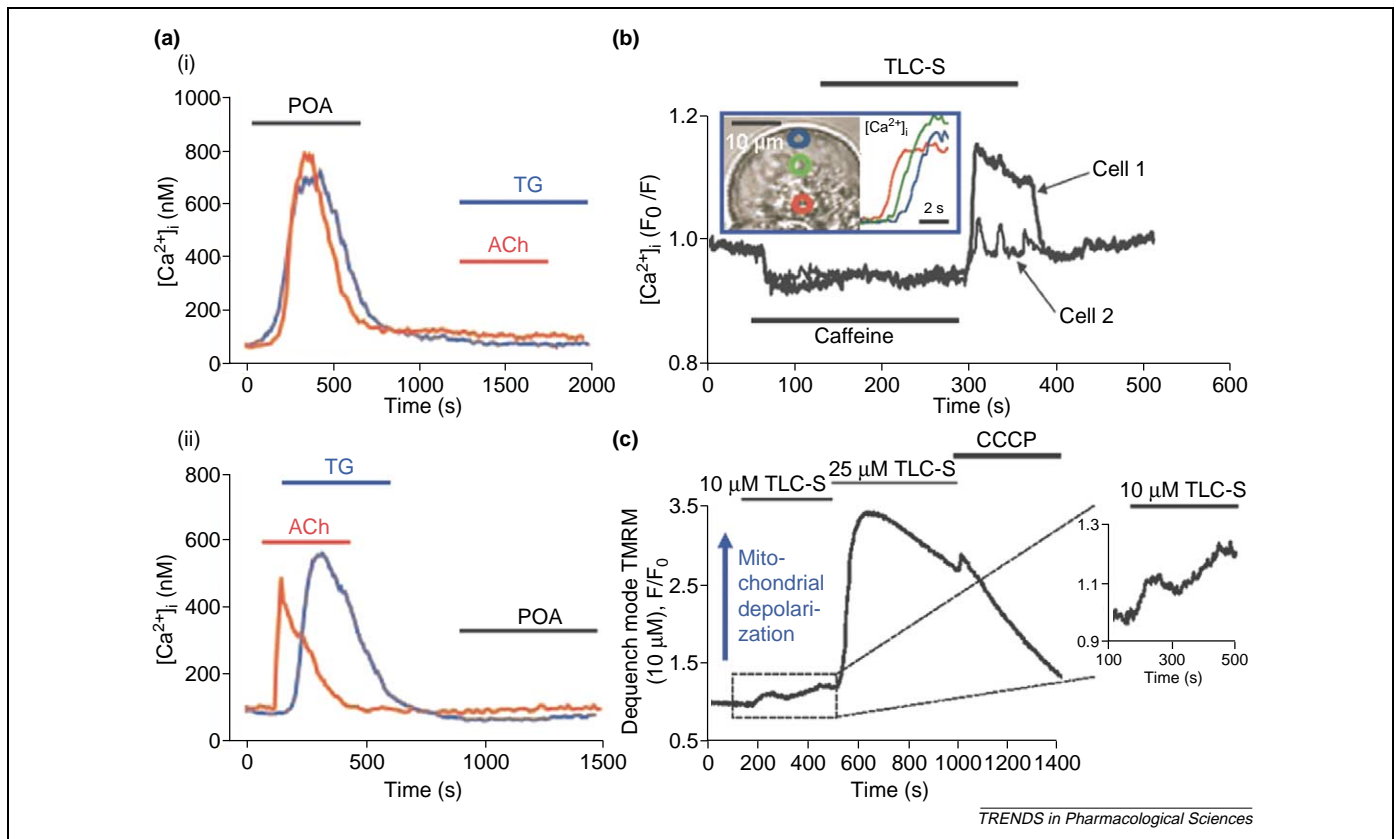 (a)
(i)
POA
TG
ACh
[Ca2+]i (nM)
1000
800
600
400
200
0
0 500 1000 1500 2000
Time (s)
(ii)
TG
ACh
POA
[Ca2+]i (nM)
800
600
400
200
0
0 500 1000 1500
Time (s)
(b)
TLC-S
10 μm
[Ca2+]i
2 s
Cell 1
Cell 2
Caffeine
[Ca2+]i (F0 /F)
1.2
1.0
0.8
0 100 200 300 400 500 600
Time (s)
(c)
CCCP
25 μM TLC-S
10 μM TLC-S
Mito-
chondrial
depolari-
zation
Dequench mode TMRM
(10 μM), F/F0
3.5
2.5
1.5
0.5
0 200 400 600 800 1000 1200 1400
Time (s)
10 μM TLC-S
1.3
1.1
0.9
100 300 500
Time (s)
TRENDS in Pharmacological Sciences